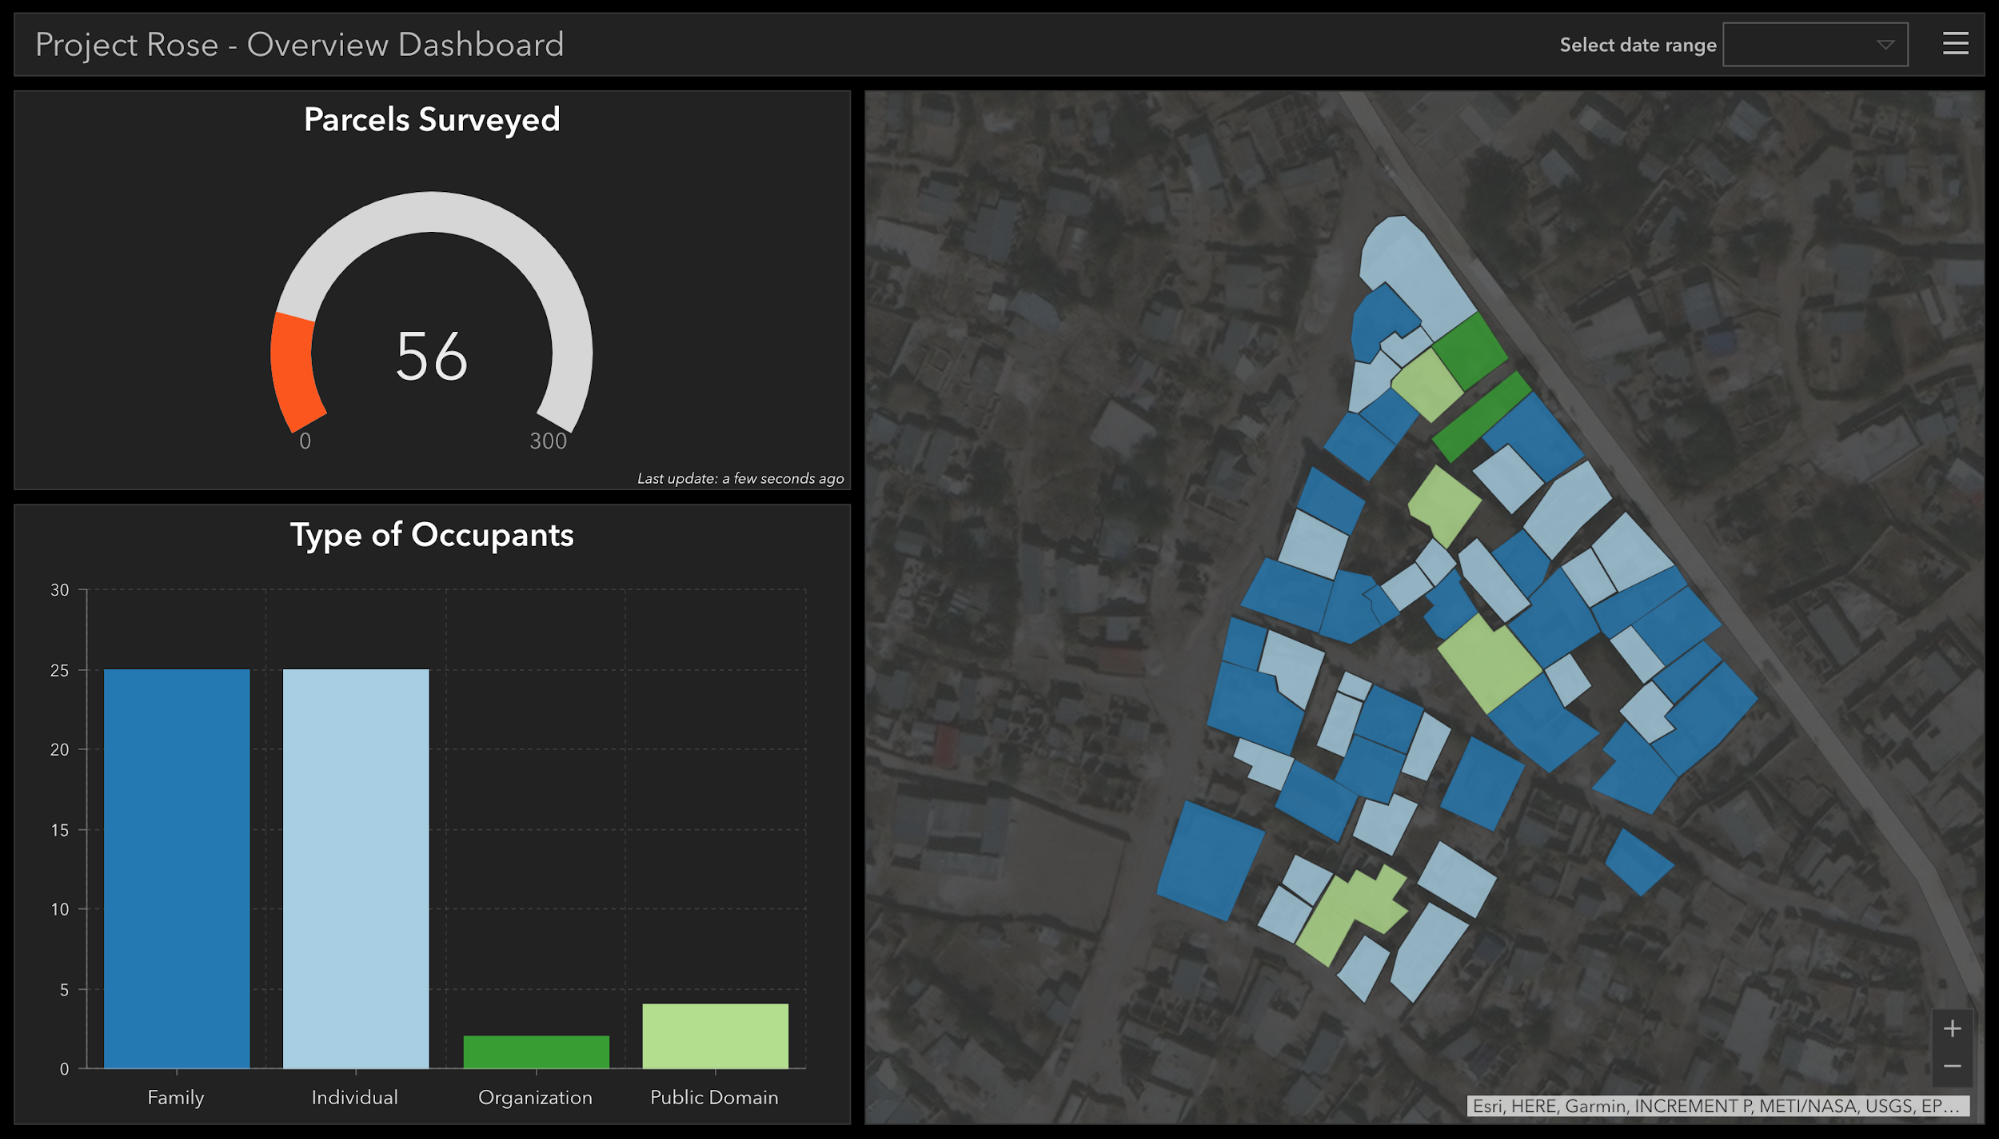 Project Rose - Overview Dashboard
Select date range
Parcels Surveyed
56
0
300
Last update: a few seconds ago
Type of Occupants
30
25
20
15
10
5
0
Family
Individual
Organization
Public Domain
+
−
Esri, HERE, Garmin, INCREMENT P, METI/NASA, USGS, EP...